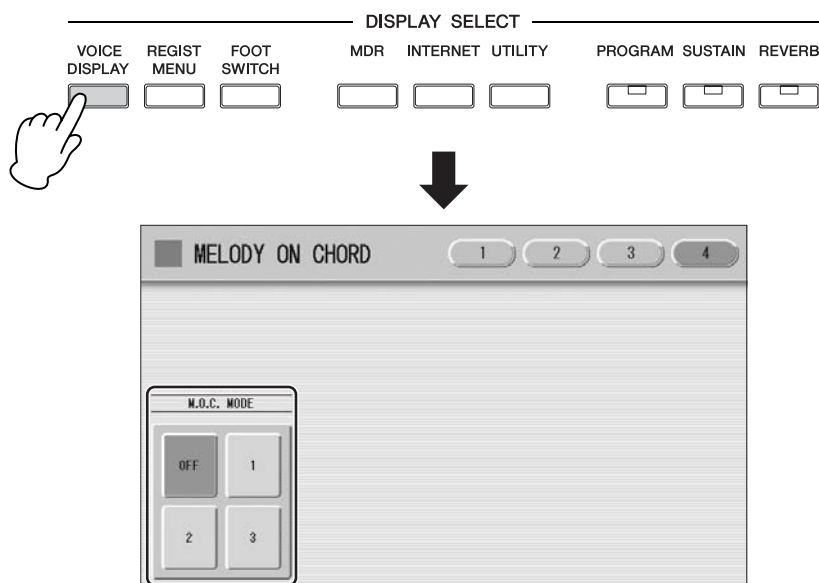 DISPLAY SELECT
VOICE DISPLAY REGIST MENU FOOT SWITCH MDR INTERNET UTILITY PROGRAM SUSTAIN REVERB
MELODY ON CHORD 1 2 3 4
M.O.C. MODE
OFF 1
2 3